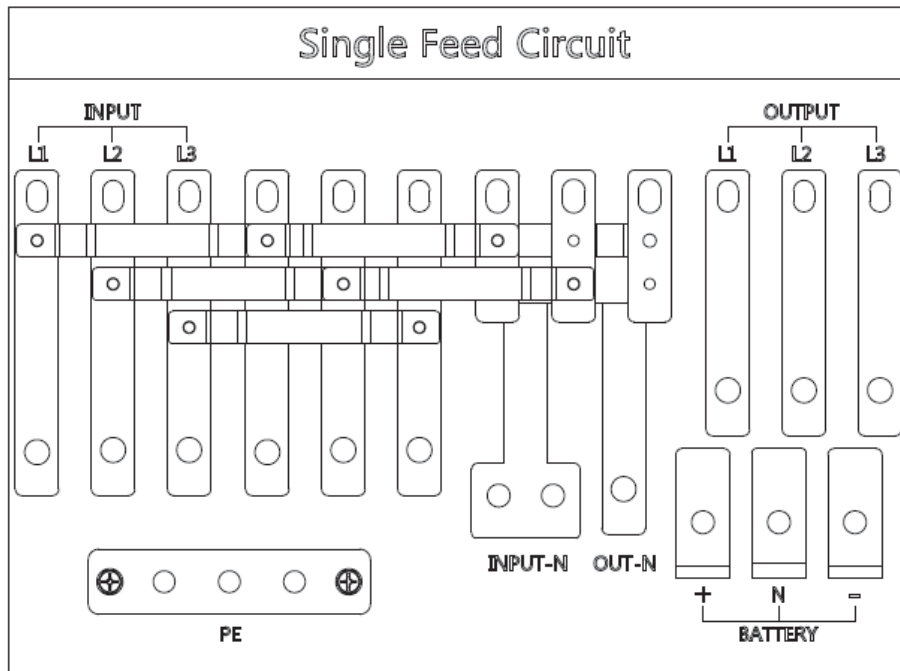 Single Feed Circuit
INPUT OUTPUT
L1 L2 L3 L1 L2 L3
INPUT-N OUT-N
+ N -
PE BATTERY